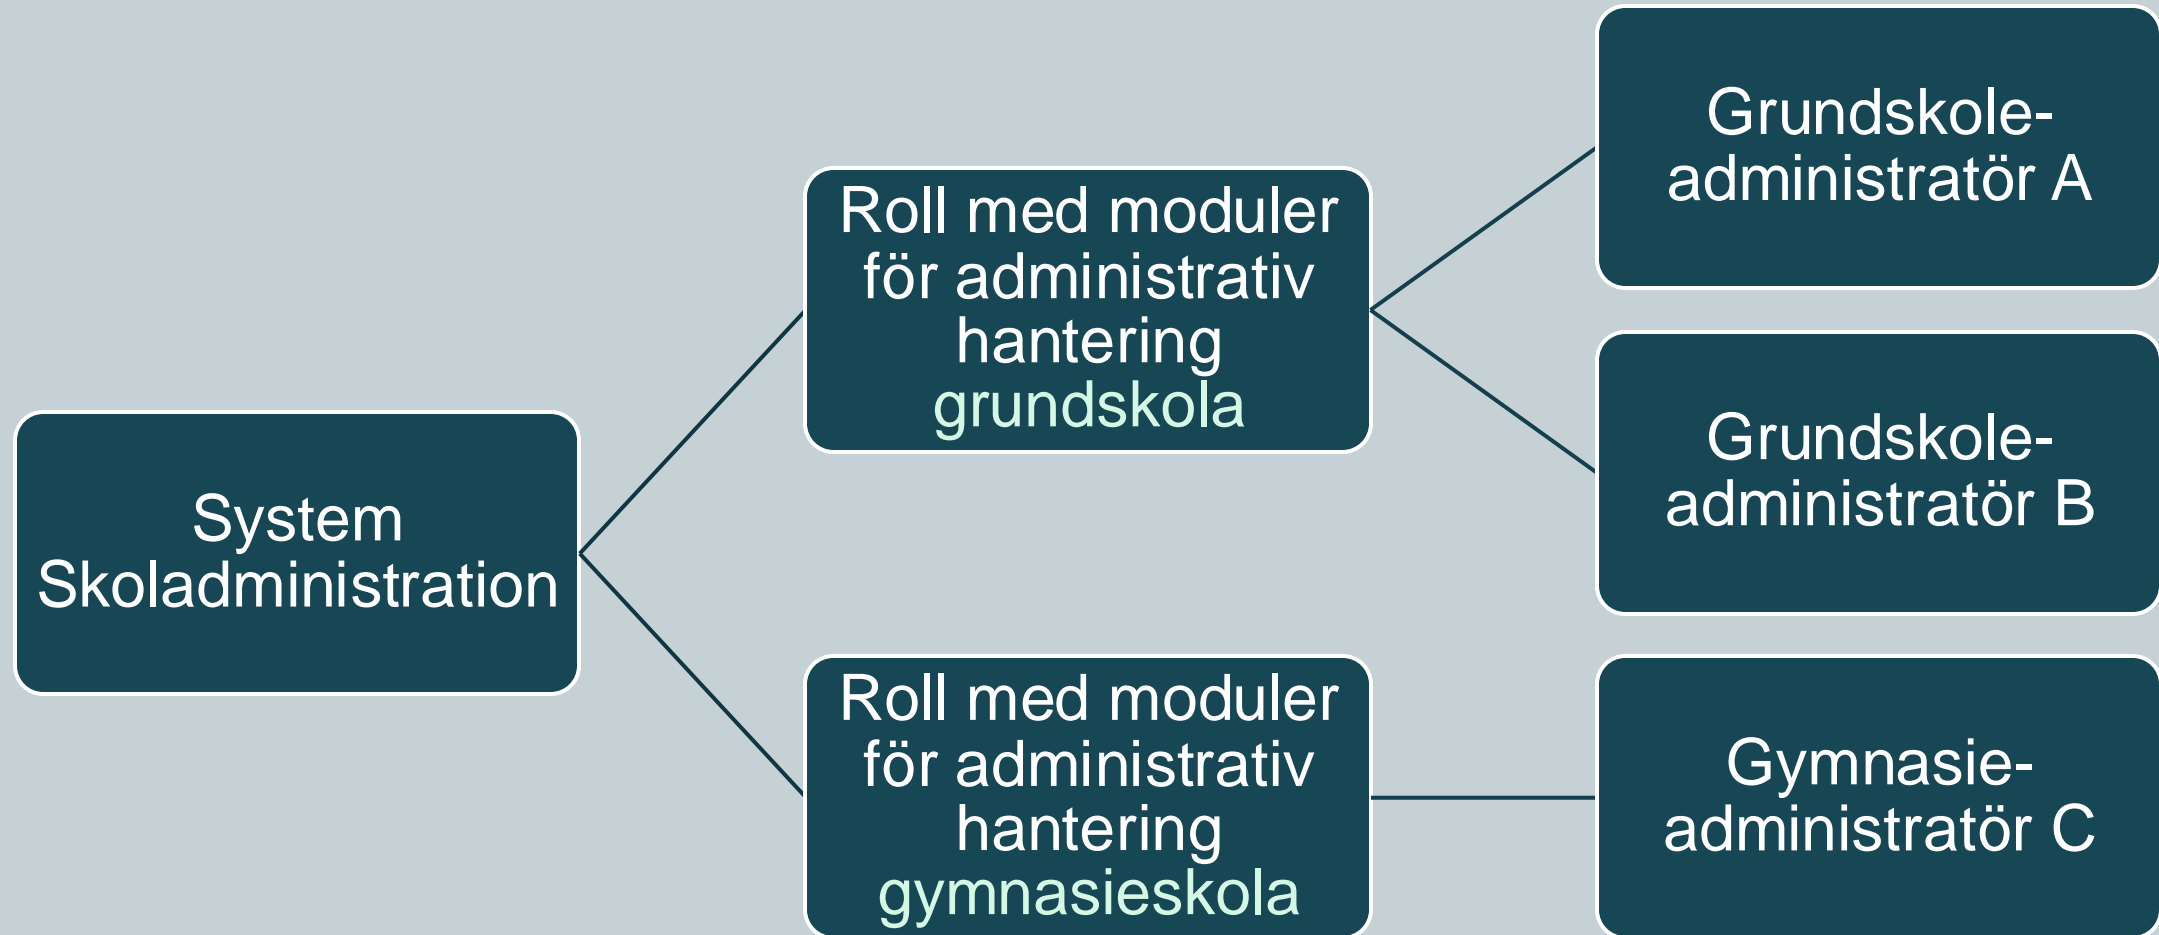 System
Skoladministration
Roll med moduler
för administrativ
hantering
grundskola
Grundskole-
administratör A
Grundskole-
administratör B
Roll med moduler
för administrativ
hantering
gymnasieskola
Gymnasie-
administratör C